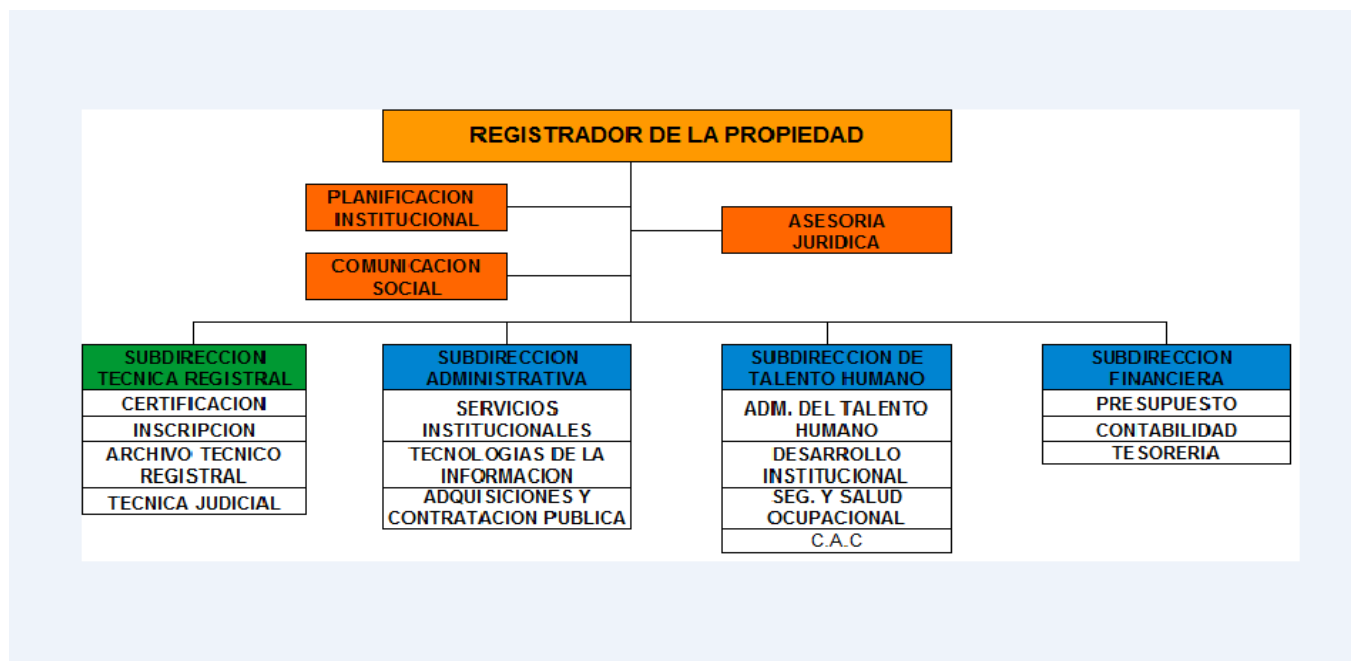 REGISTRADOR DE LA PROPIEDAD
PLANIFICACION
INSTITUCIONAL
ASESORIA
JURIDICA
COMUNICACION
SOCIAL
SUBDIRECCION
TECNICA REGISTRAL
CERTIFICACION
INSCRIPCION
ARCHIVO TECNICO
REGISTRAL
TECNICA JUDICIAL
SUBDIRECCION
ADMINISTRATIVA
SERVICIOS
INSTITUCIONALES
TECNOLOGIAS DE LA
INFORMACION
ADQUISICIONES Y
CONTRATACION PUBLICA
SUBDIRECCION DE
TALENTO HUMANO
ADM. DEL TALENTO
HUMANO
DESARROLLO
INSTITUCIONAL
SEG. Y SALUD
OCUPACIONAL
C.A.C
SUBDIRECCION
FINANCIERA
PRESUPUESTO
CONTABILIDAD
TESORERIA